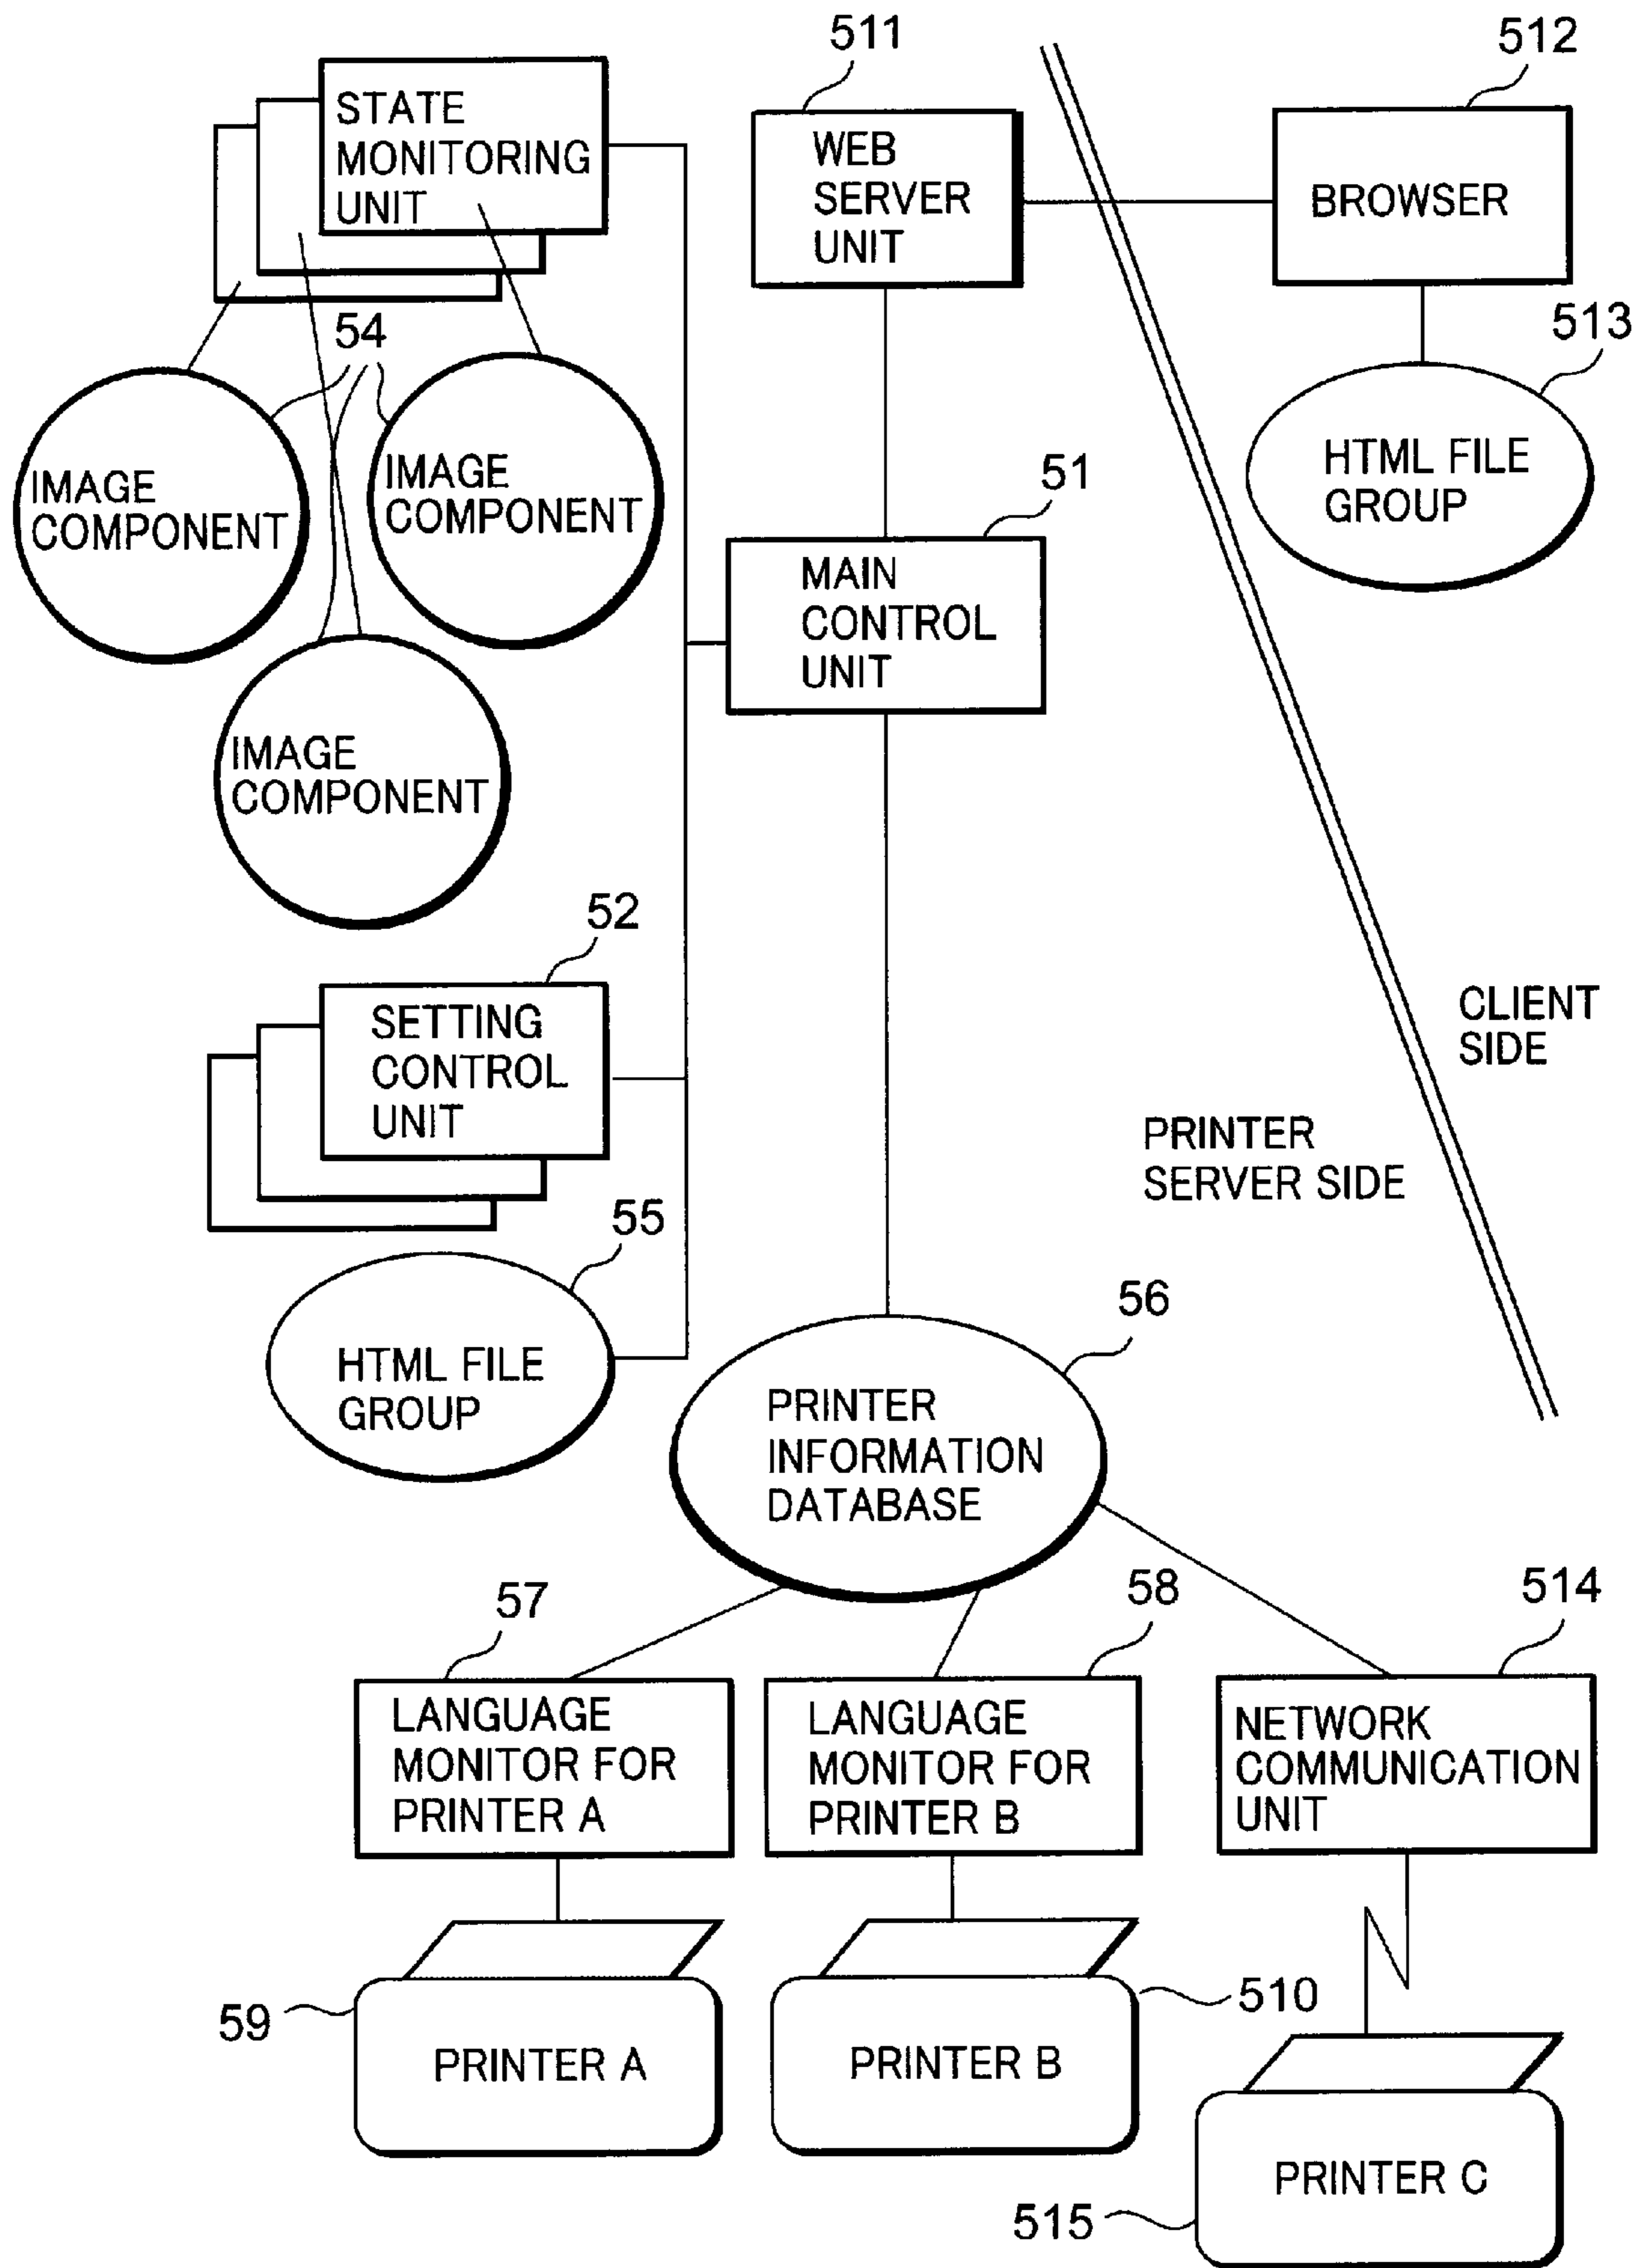 511
512
STATE
MONITORING
UNIT
WEB
SERVER
UNIT
BROWSER
54
513
IMAGE
COMPONENT
IMAGE
COMPONENT
HTML FILE
GROUP
51
MAIN
CONTROL
UNIT
IMAGE
COMPONENT
52
SETTING
CONTROL
UNIT
CLIENT
SIDE
PRINTER
SERVER SIDE
55
HTML FILE
GROUP
56
PRINTER
INFORMATION
DATABASE
57
58
514
LANGUAGE
MONITOR FOR
PRINTER A
LANGUAGE
MONITOR FOR
PRINTER B
NETWORK
COMMUNICATION
UNIT
59
PRINTER A
510
PRINTER B
515
PRINTER C